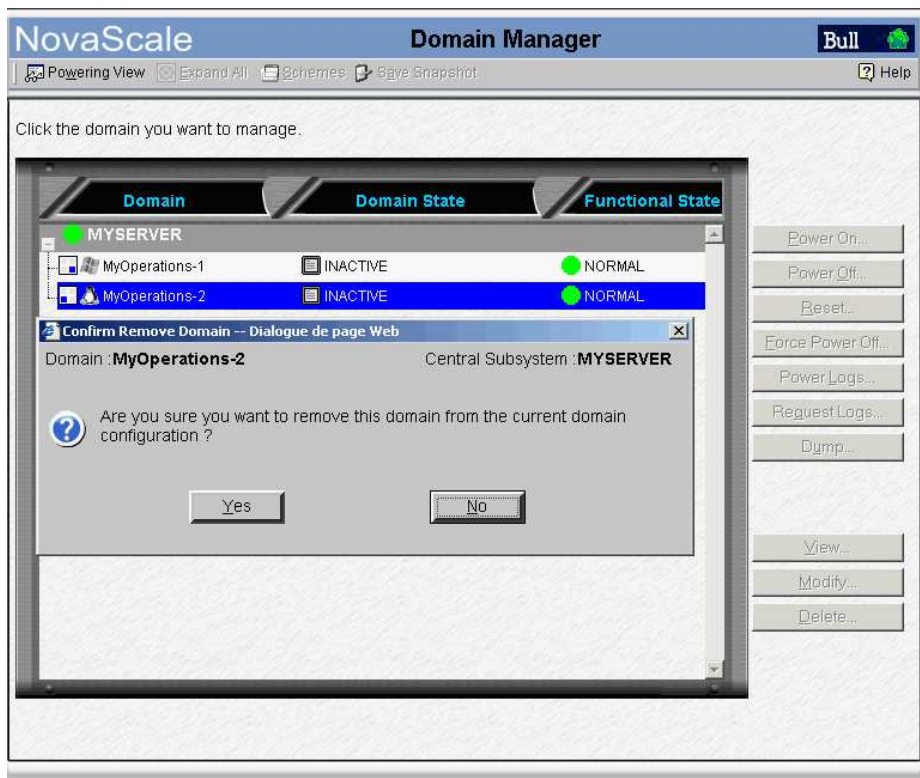 NovaScale Domain Manager Bull
Powering View Expand All Schemes Save Snapshot Help
Click the domain you want to manage.
Domain Domain State Functional State
MYSERVER
MyOperations-1 INACTIVE NORMAL
MyOperations-2 INACTIVE NORMAL
Confirm Remove Domain -- Dialogue de page Web
Domain :MyOperations-2 Central Subsystem :MYSERVER
Are you sure you want to remove this domain from the current domain
configuration ?
Yes No
Power On...
Power Off...
Reset...
Force Power Off...
Power Logs...
Request Logs...
Dump...
View...
Modify...
Delete...